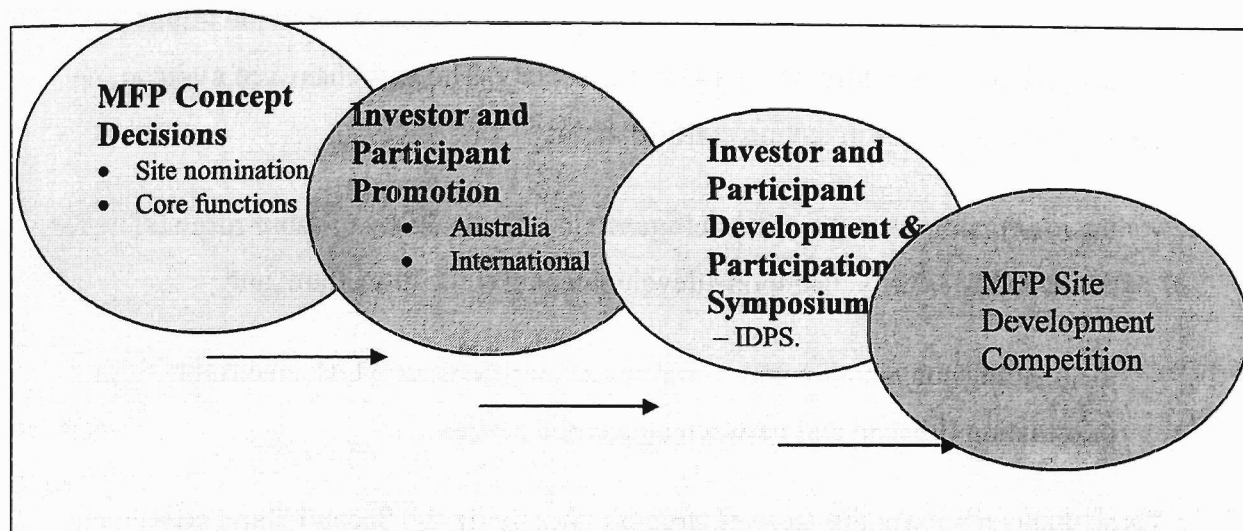 MFP Concept
Decisions
• Site nomination
• Core functions
Investor and
Participant
Promotion
• Australia
• International
Investor and
Participant
Development &
Participation
Symposium
– IDPS.
MFP Site
Development
Competition